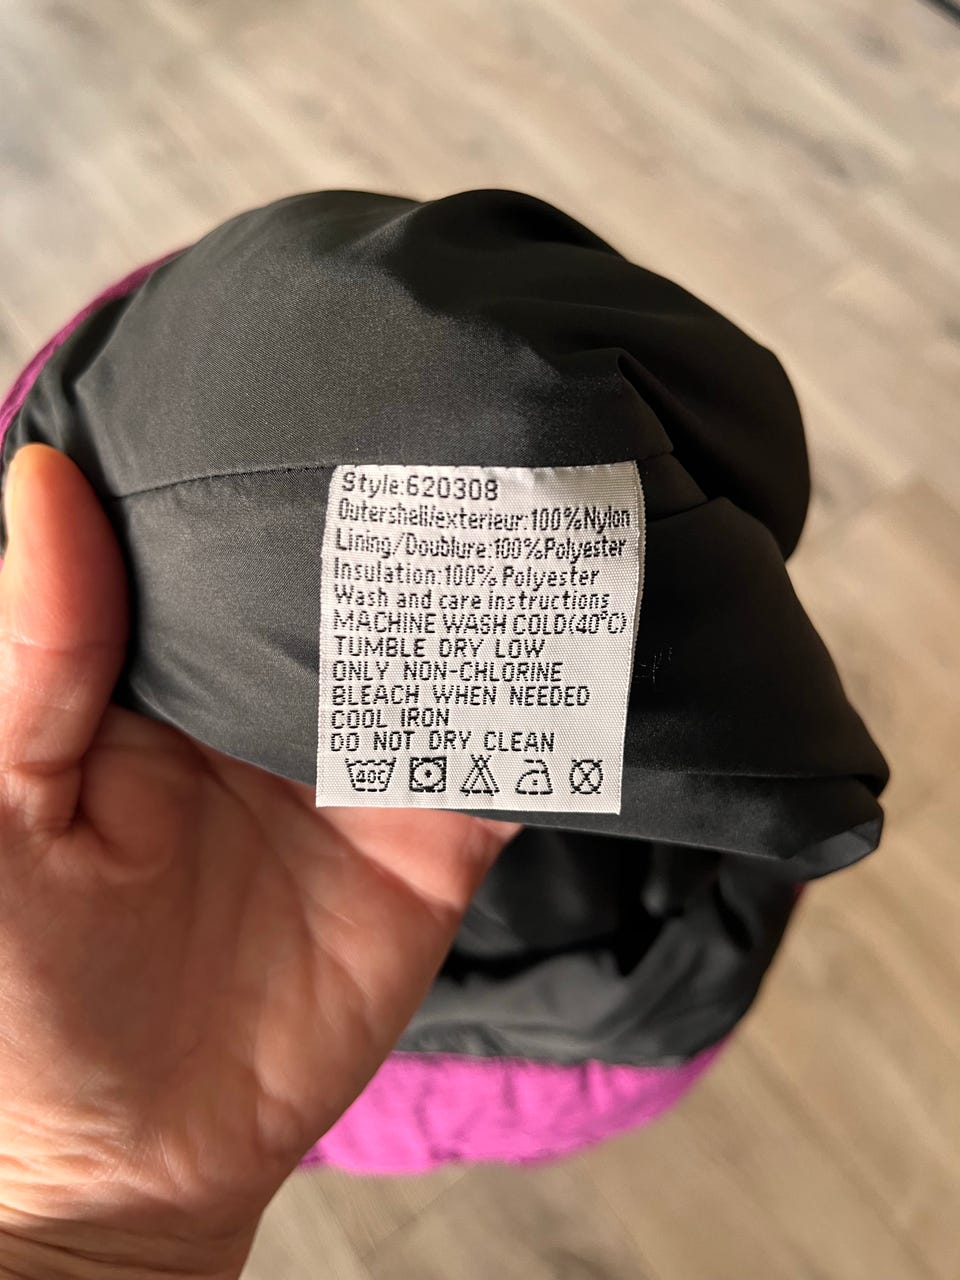 Style:620308
Outershell/exterieur:100%Nylon
Lining/Doublure:100%Polyester
Insulation:100% Polyester
Wash and care instructions
MACHINE WASH COLD(40°C)
TUMBLE DRY LOW
ONLY NON-CHLORINE
BLEACH WHEN NEEDED
COOL IRON
DO NOT DRY CLEAN
40C